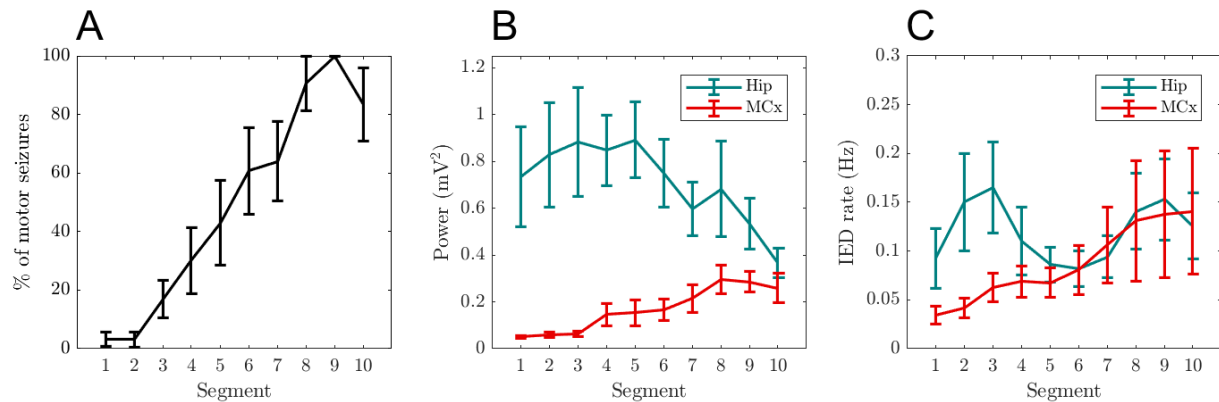 A
% of motor seizures
100
80
60
40
20
0
1 2 3 4 5 6 7 8 9 10
Segment
B
Power (mV²)
1.2
1
0.8
0.6
0.4
0.2
0
Hip
MCx
1 2 3 4 5 6 7 8 9 10
Segment
C
IED rate (Hz)
0.3
0.25
0.2
0.15
0.1
0.05
0
Hip
MCx
1 2 3 4 5 6 7 8 9 10
Segment